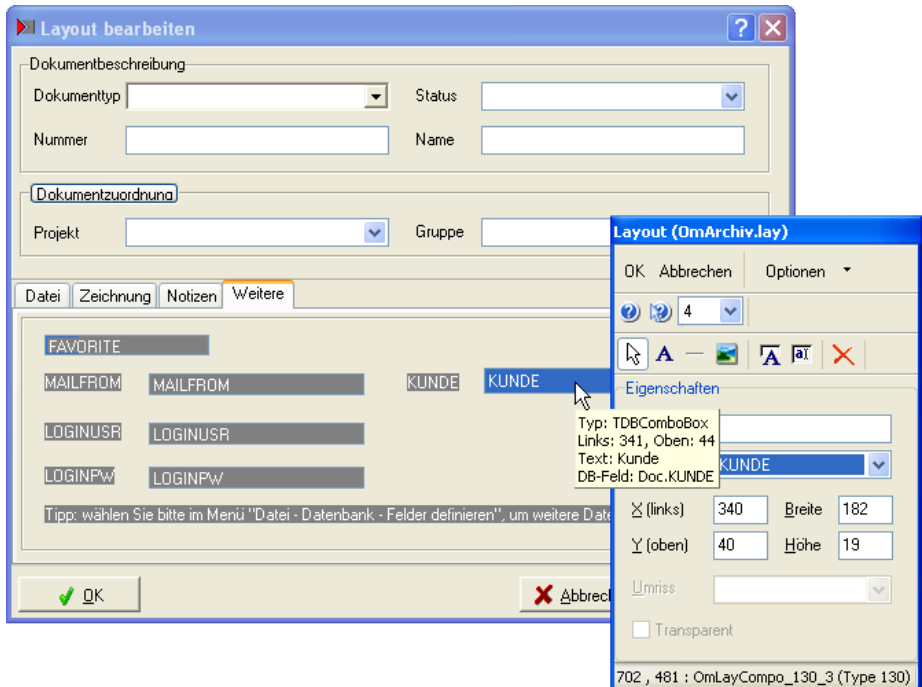 Layout bearbeiten
Dokumentbeschreibung
Dokumenttyp
Status
Nummer
Name
Dokumentzuordnung
Projekt
Gruppe
Datei Zeichnung Notizen Weitere
FAVORITE
MAILFROM MAILFROM KUNDE KUNDE
LOGINUSR LOGINUSR
LOGINPW LOGINPW
Tipp: wählen Sie bitte im Menü "Datei - Datenbank - Felder definieren", um weitere Date
OK
Abbrech
Layout (OmArchiv.lay)
OK Abbrechen Optionen
4
Eigenschaften
Typ: TDBComboBox
Links: 341, Oben: 44
Text: Kunde
DB-Feld: Doc.KUNDE
KUNDE
X (links) 340 Breite 182
Y (oben) 40 Höhe 19
Umriss
Transparent
702 , 481 : OmLayCompo_130_3 (Type 130)